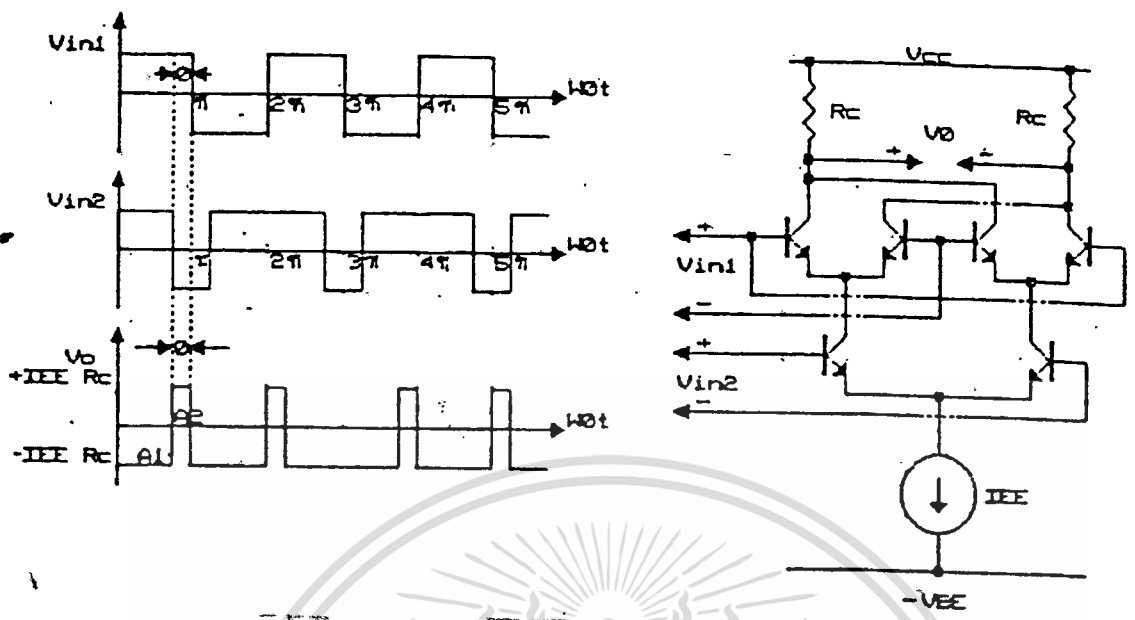 Vin1
Ø
π 2π 3π 4π 5π
W0t
Vin2
π 2π 3π 4π 5π
W0t
Ø
Vo
+IEE Rc
A2
W0t
-IEE Rc
A1
VCC
Rc
Rc
V0
+ -
+
Vin1
-
+
Vin2
-
IEE
-VEE